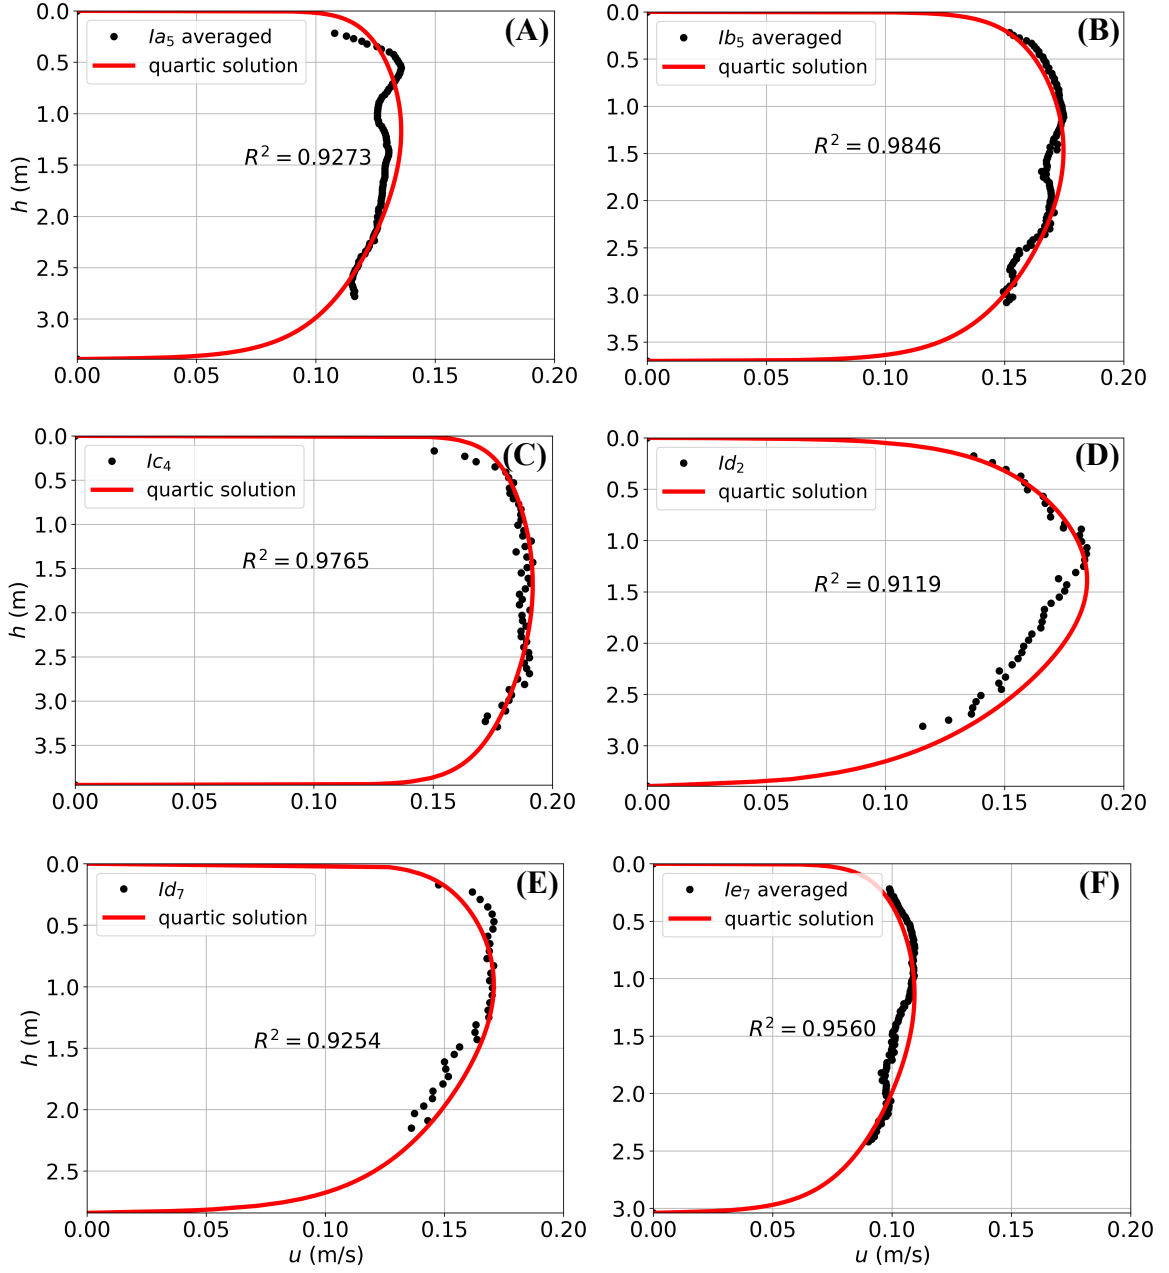 (A)
Ia5 averaged
quartic solution
R² = 0.9273
h (m)
0.0
0.5
1.0
1.5
2.0
2.5
3.0
0.00 0.05 0.10 0.15 0.20
(B)
Ib5 averaged
quartic solution
R² = 0.9846
0.0
0.5
1.0
1.5
2.0
2.5
3.0
3.5
0.00 0.05 0.10 0.15 0.20
(C)
Ic4
quartic solution
R² = 0.9765
h (m)
0.0
0.5
1.0
1.5
2.0
2.5
3.0
3.5
0.00 0.05 0.10 0.15 0.20
(D)
Id2
quartic solution
R² = 0.9119
0.0
0.5
1.0
1.5
2.0
2.5
3.0
0.00 0.05 0.10 0.15 0.20
(E)
Id7
quartic solution
R² = 0.9254
h (m)
0.0
0.5
1.0
1.5
2.0
2.5
0.00 0.05 0.10 0.15 0.20
u (m/s)
(F)
Ie7 averaged
quartic solution
R² = 0.9560
0.0
0.5
1.0
1.5
2.0
2.5
3.0
0.00 0.05 0.10 0.15 0.20
u (m/s)